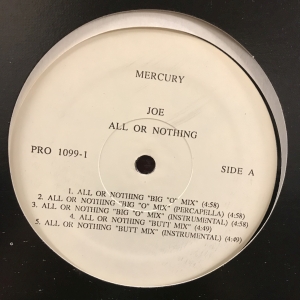 MERCURY
JOE
ALL OR NOTHING
PRO 1099-1
SIDE A
1. ALL OR NOTHING "BIG "O" MIX" (4:58)
2. ALL OR NOTHING "BIG "O" MIX" (PERCAPELLA) (4:58)
3. ALL OR NOTHING "BIG "O" MIX" (INSTRUMENTAL) (4:58)
4. ALL OR NOTHING "BUTT MIX" (4:49)
5. ALL OR NOTHING "BUTT MIX" (INSTRUMENTAL) (4:49)